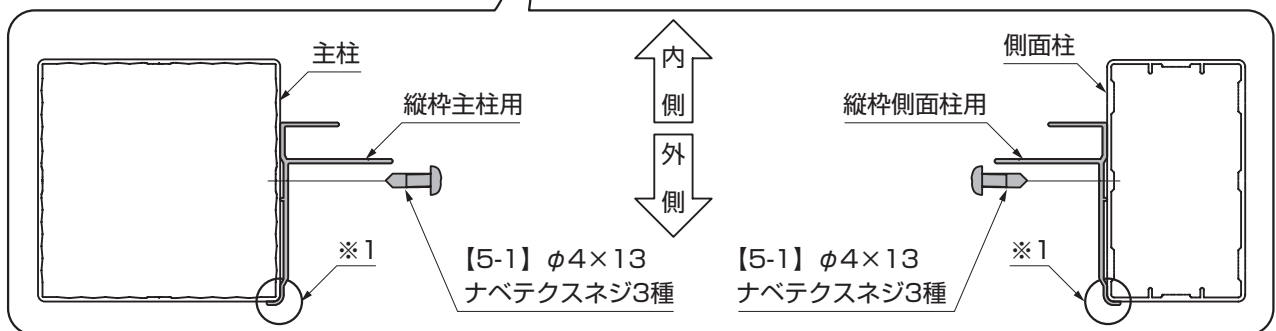 主柱
縦枠主柱用
【5-1】φ4×13
ナベテクスネジ3種
※1
内側
外側
側面柱
縦枠側面柱用
【5-1】φ4×13
ナベテクスネジ3種
※1